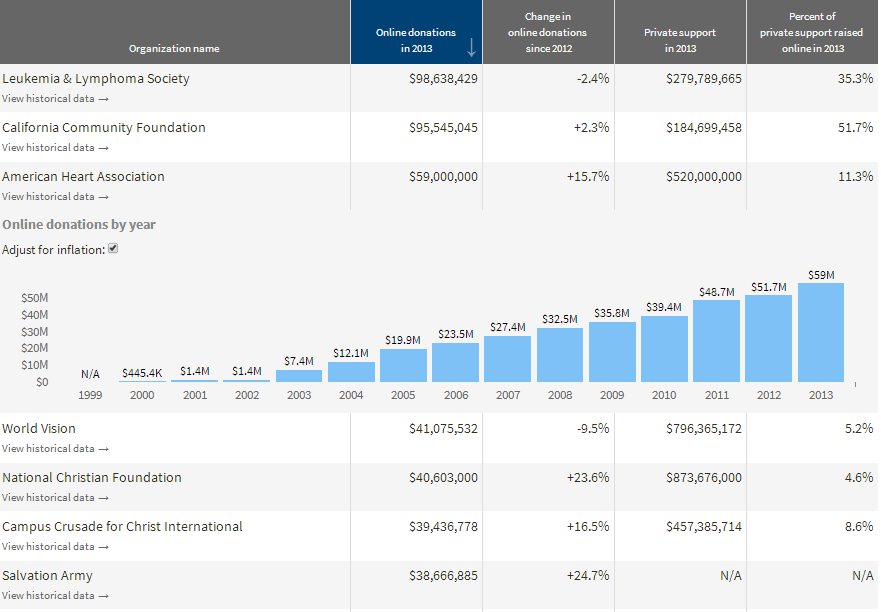 Organization name
Online donations
in 2013 ↓
Change in
online donations
since 2012
Private support
in 2013
Percent of
private support raised
online in 2013
Leukemia & Lymphoma Society $98,638,429 -2.4% $279,789,665 35.3%
View historical data →
California Community Foundation $95,545,045 +2.3% $184,699,458 51.7%
View historical data →
American Heart Association $59,000,000 +15.7% $520,000,000 11.3%
View historical data →
Online donations by year
Adjust for inflation:
$50M
$40M
$30M
$20M
$10M
$0
N/A $445.4K $1.4M $1.4M $7.4M $12.1M $19.9M $23.5M $27.4M $32.5M $35.8M $39.4M $48.7M $51.7M $59M
1999 2000 2001 2002 2003 2004 2005 2006 2007 2008 2009 2010 2011 2012 2013
World Vision $41,075,532 -9.5% $796,365,172 5.2%
View historical data →
National Christian Foundation $40,603,000 +23.6% $873,676,000 4.6%
View historical data →
Campus Crusade for Christ International $39,436,778 +16.5% $457,385,714 8.6%
View historical data →
Salvation Army $38,666,885 +24.7% N/A N/A
View historical data →